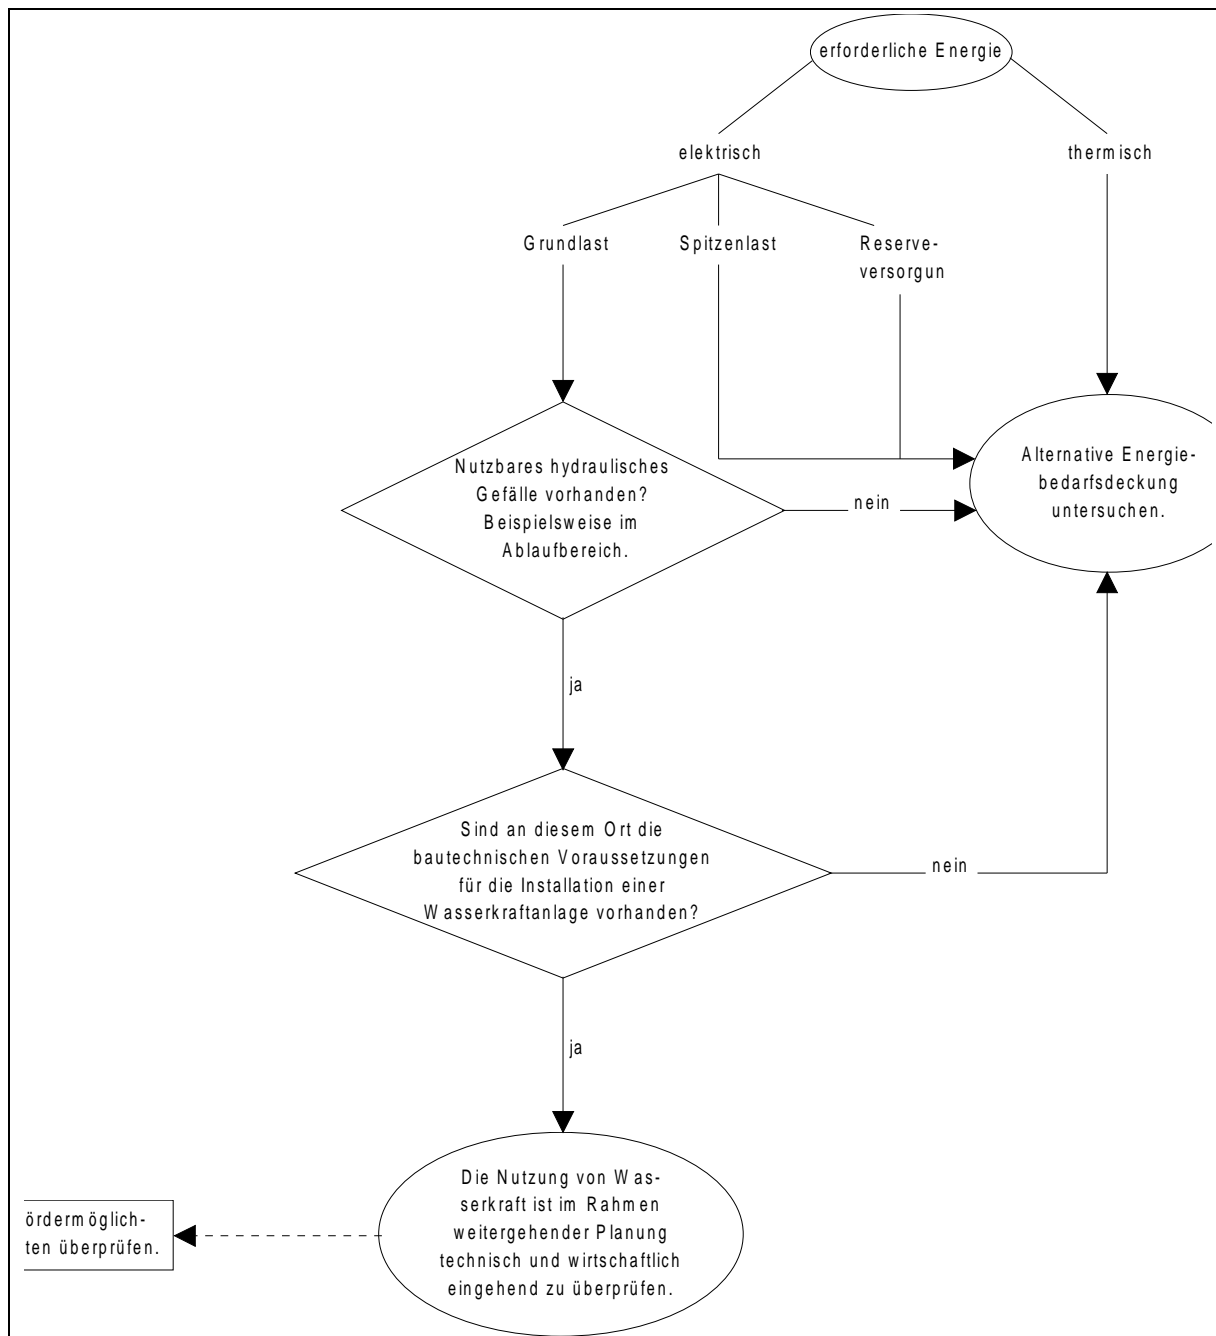 erforderliche Energie
elektrisch
thermisch
Grundlast
Spitzenlast
Reserve-
versorgun
Nutzbares hydraulisches
Gefälle vorhanden?
Beispielsweise im
Ablaufbereich.
nein
Alternative Energie-
bedarfsdeckung
untersuchen.
ja
Sind an diesem Ort die
bautechnischen Voraussetzungen
für die Installation einer
Wasserkraftanlage vorhanden?
nein
ja
Die Nutzung von Was-
serkraft ist im Rahmen
weitergehender Planung
technisch und wirtschaftlich
eingehend zu überprüfen.
ördermöglich-
ten überprüfen.